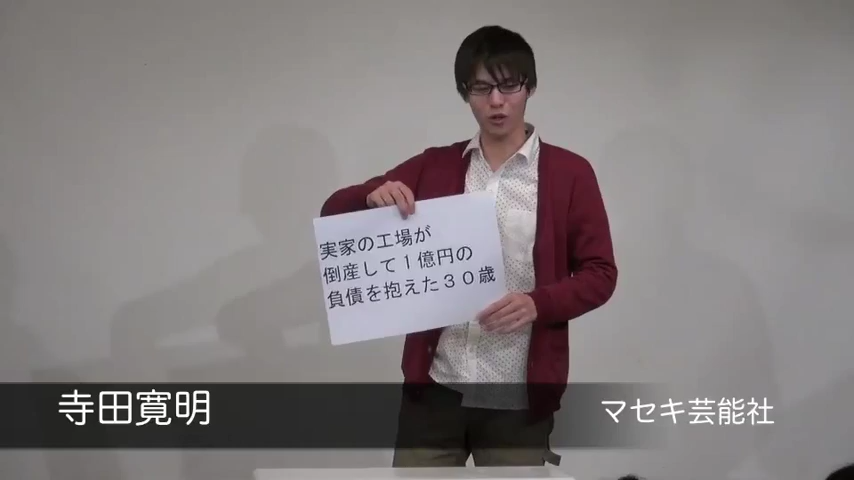 実家の工場が
倒産して１億円の
負債を抱えた３０歳
寺田寛明
マセキ芸能社